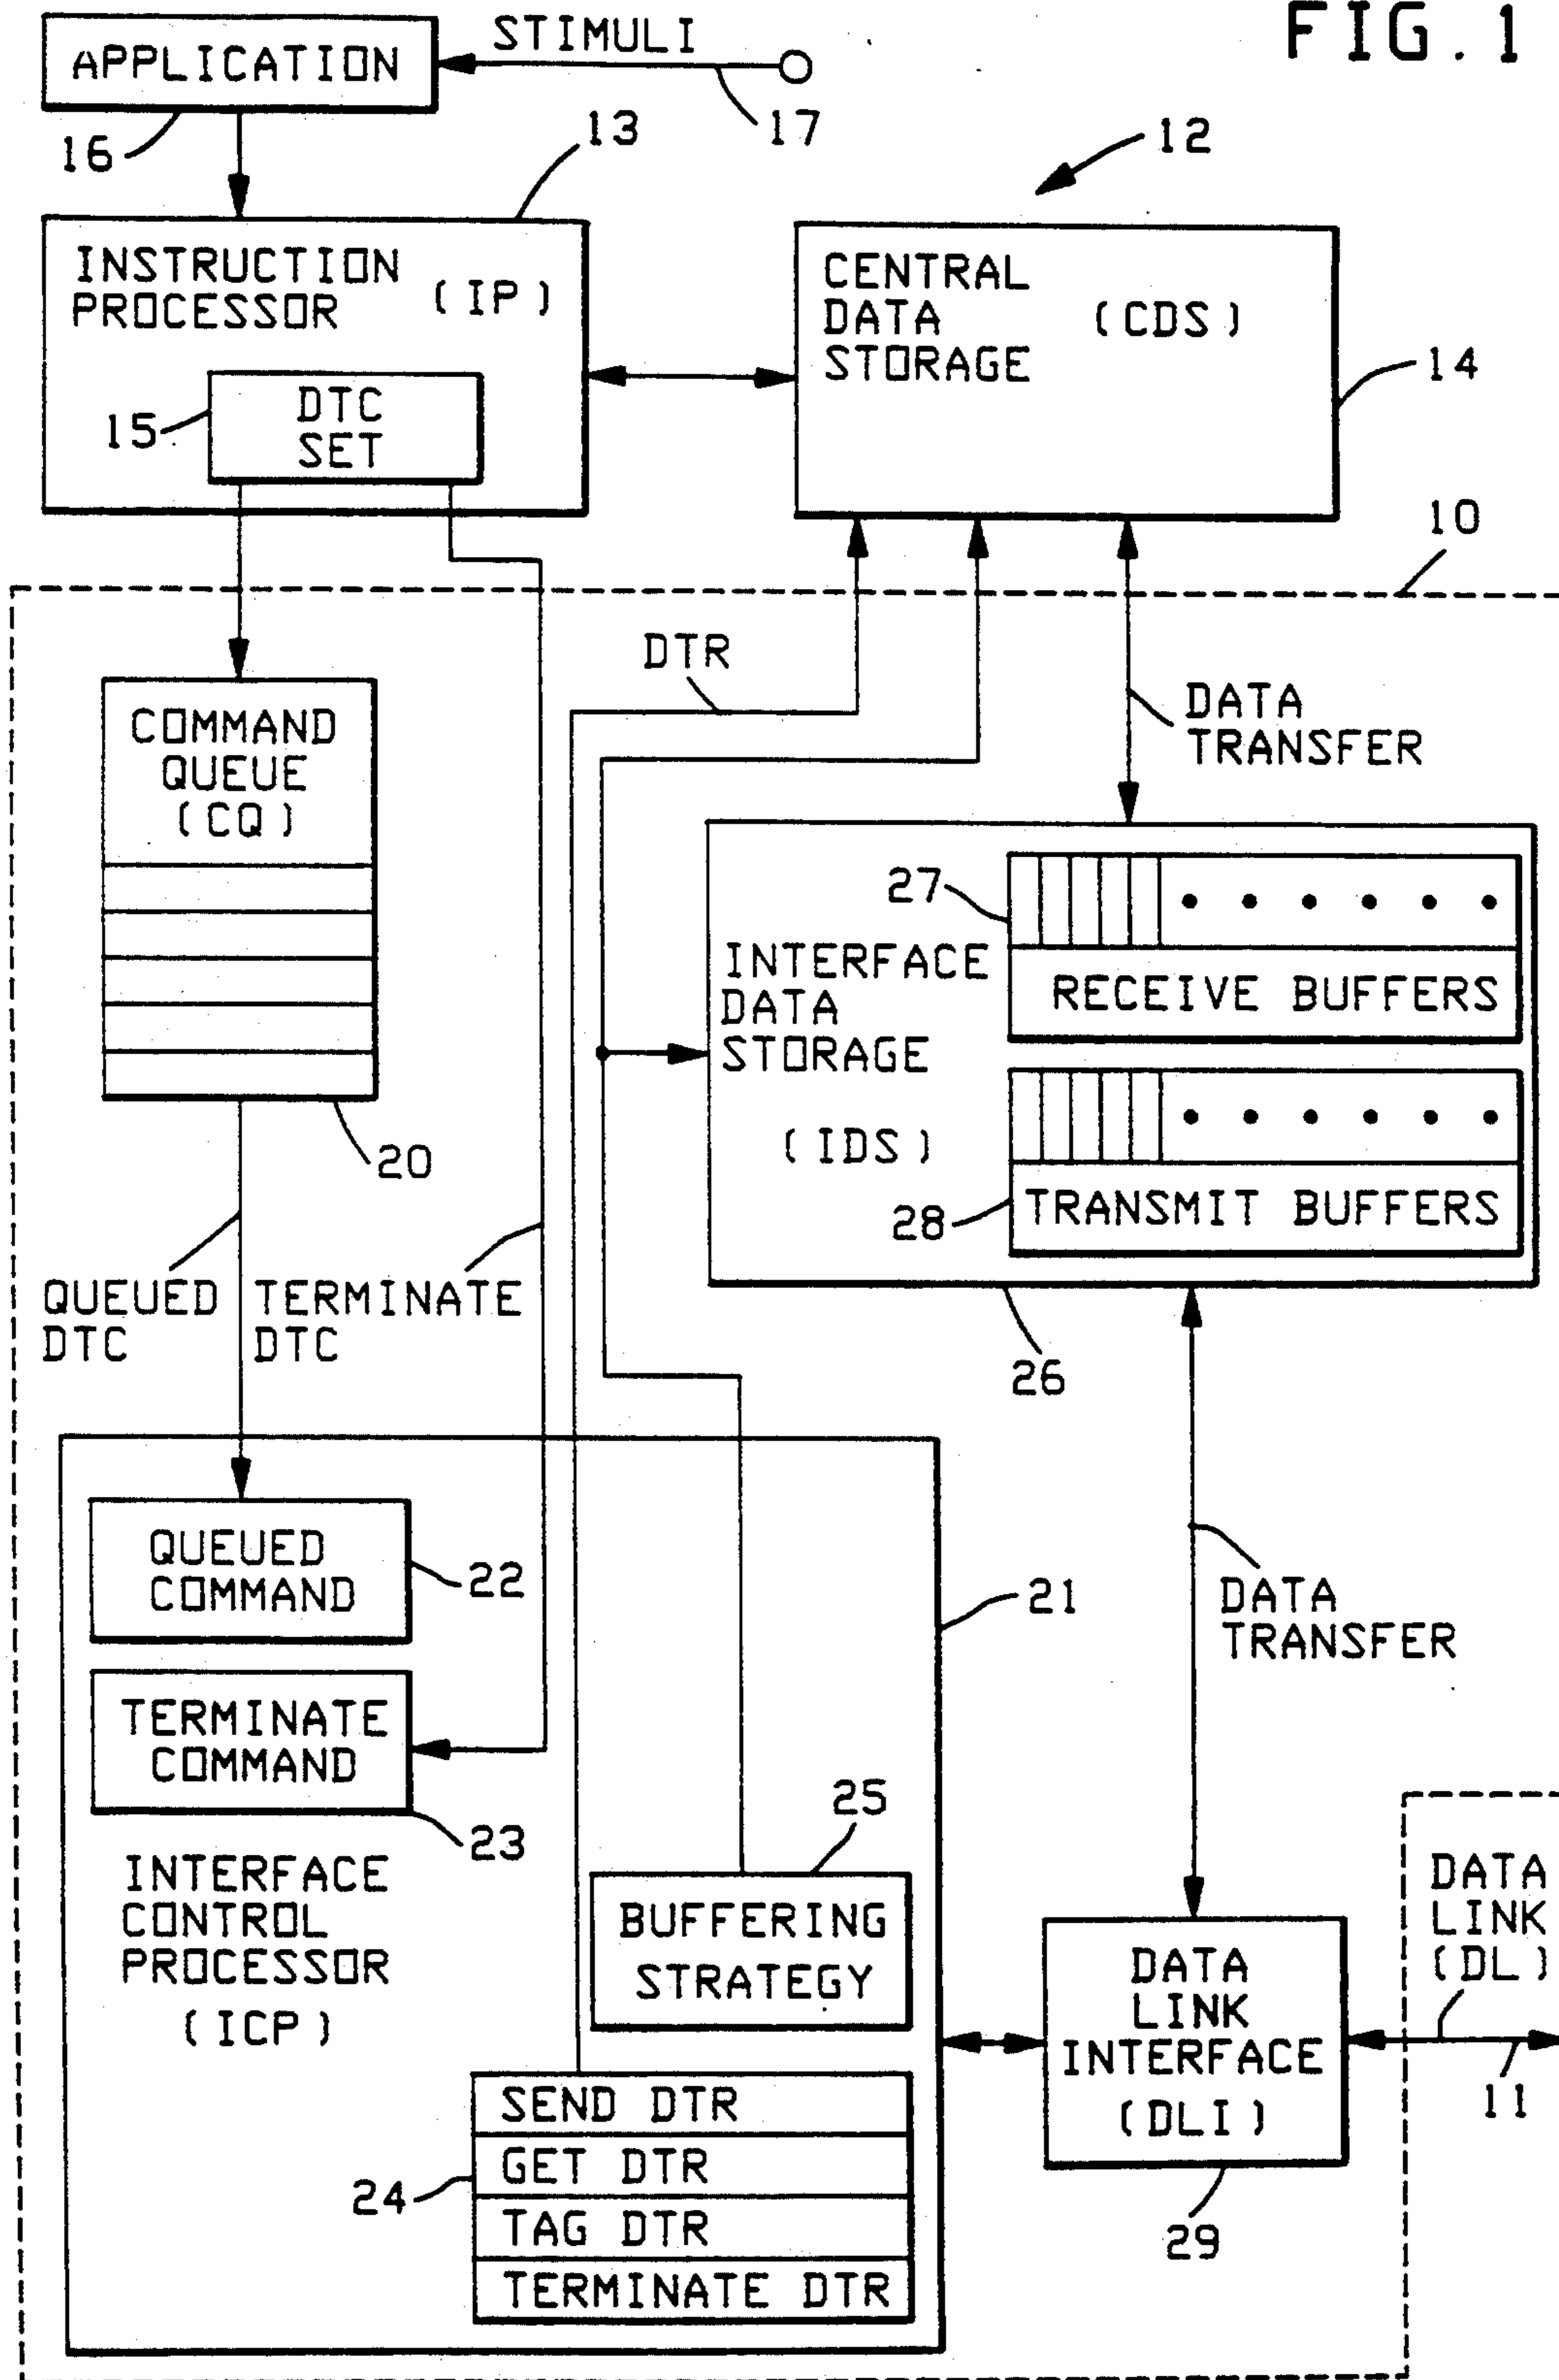 FIG. 1
STIMULI
APPLICATION
16
17
13
12
INSTRUCTION
PROCESSOR
(IP)
CENTRAL
DATA
STORAGE
(CDS)
14
15
DTC
SET
10
DTR
COMMAND
QUEUE
(CQ)
DATA
TRANSFER
27
RECEIVE BUFFERS
INTERFACE
DATA
STORAGE
(IDS)
28
TRANSMIT BUFFERS
20
26
QUEUED
DTC
TERMINATE
DTC
QUEUED
COMMAND
22
21
DATA
TRANSFER
TERMINATE
COMMAND
23
25
INTERFACE
CONTROL
PROCESSOR
(ICP)
BUFFERING
STRATEGY
DATA
LINK
INTERFACE
(DLI)
DATA
LINK
(DL)
11
24
SEND DTR
GET DTR
TAG DTR
TERMINATE DTR
29